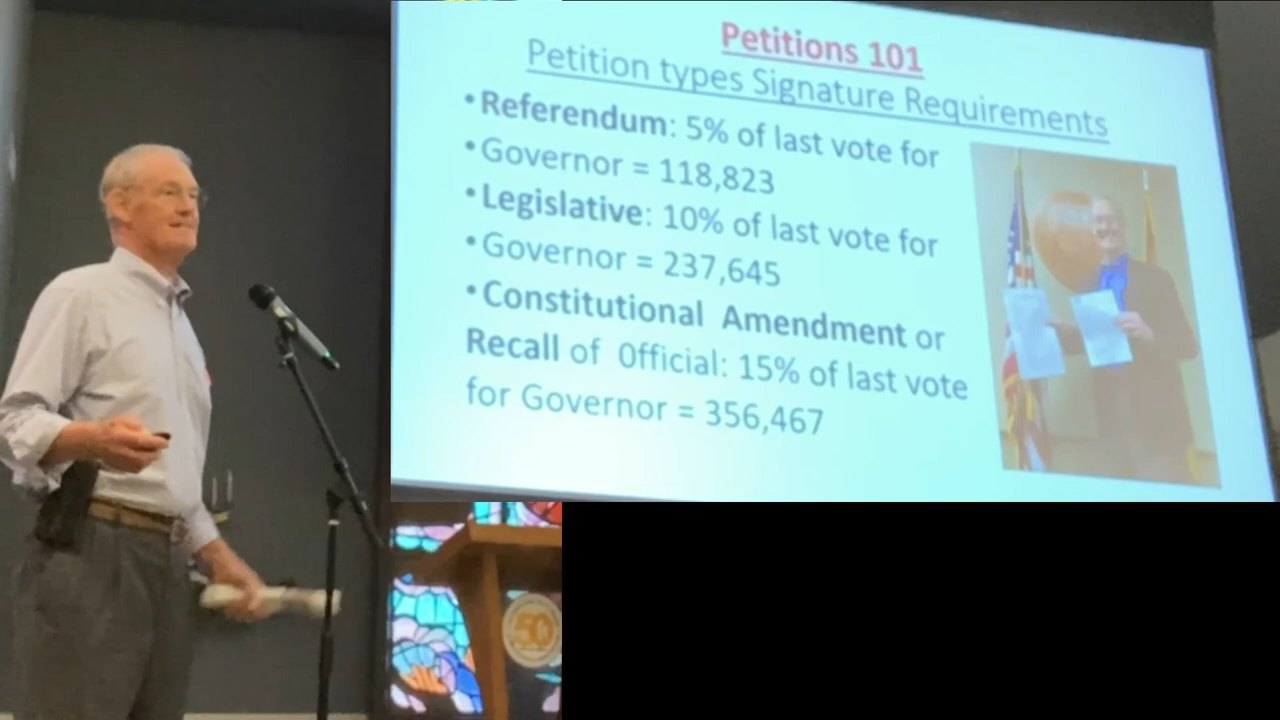 Petitions 101
Petition types Signature Requirements
•Referendum: 5% of last vote for
•Governor = 118,823
•Legislative: 10% of last vote for
•Governor = 237,645
•Constitutional Amendment or
Recall of Official: 15% of last vote
for Governor = 356,467
50